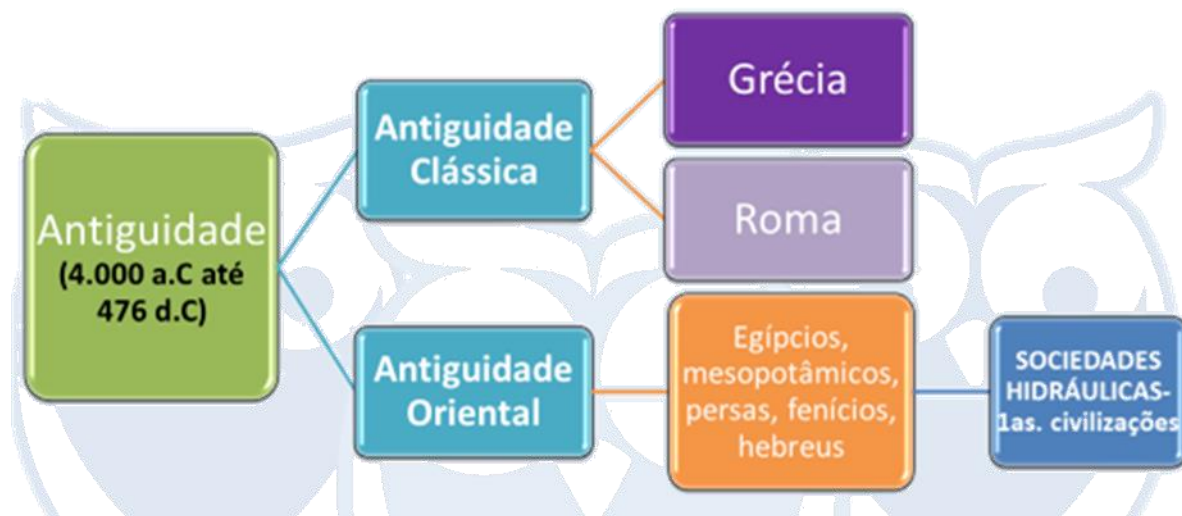 Antiguidade
(4.000 a.C até
476 d.C)
Antiguidade
Clássica
Grécia
Roma
Antiguidade
Oriental
Egípcios,
mesopotâmicos,
persas, fenícios,
hebreus
SOCIEDADES
HIDRÁULICAS-
1as. civilizações